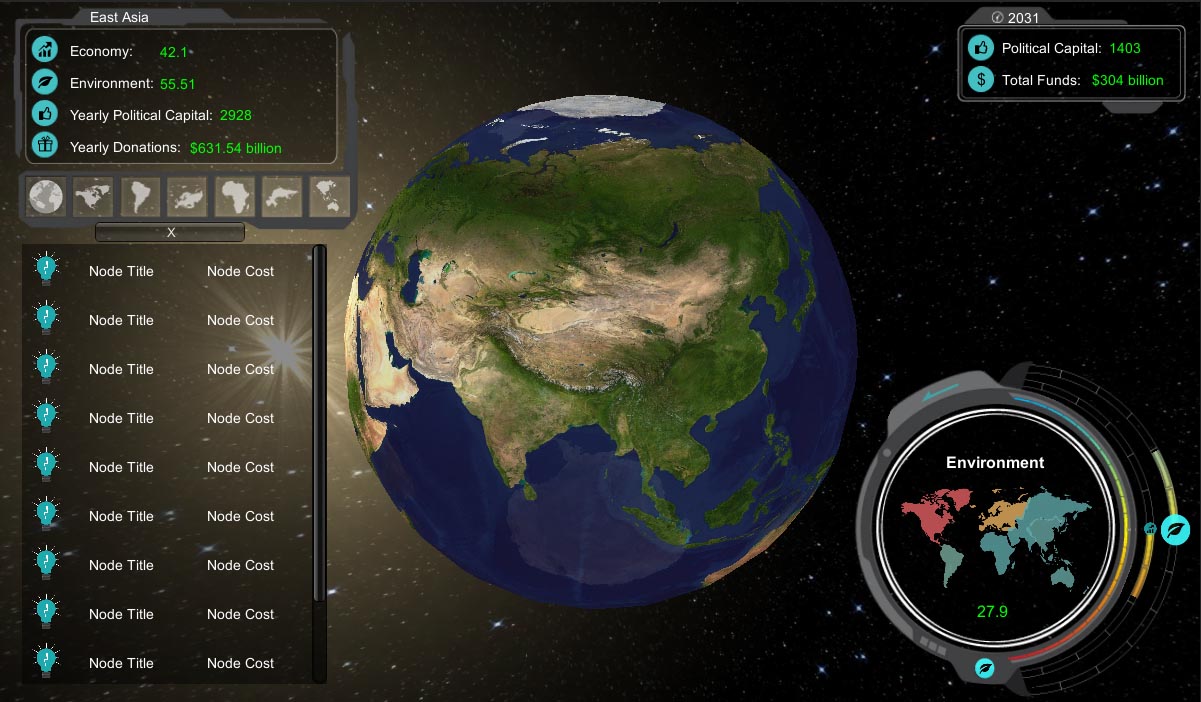 East Asia
Economy: 42.1
Environment: 55.51
Yearly Political Capital: 2928
Yearly Donations: $631.54 billion
X
Node Title Node Cost
Node Title Node Cost
Node Title Node Cost
Node Title Node Cost
Node Title Node Cost
Node Title Node Cost
Node Title Node Cost
Node Title Node Cost
Node Title Node Cost
2031
Political Capital: 1403
$ Total Funds: $304 billion
Environment
27.9